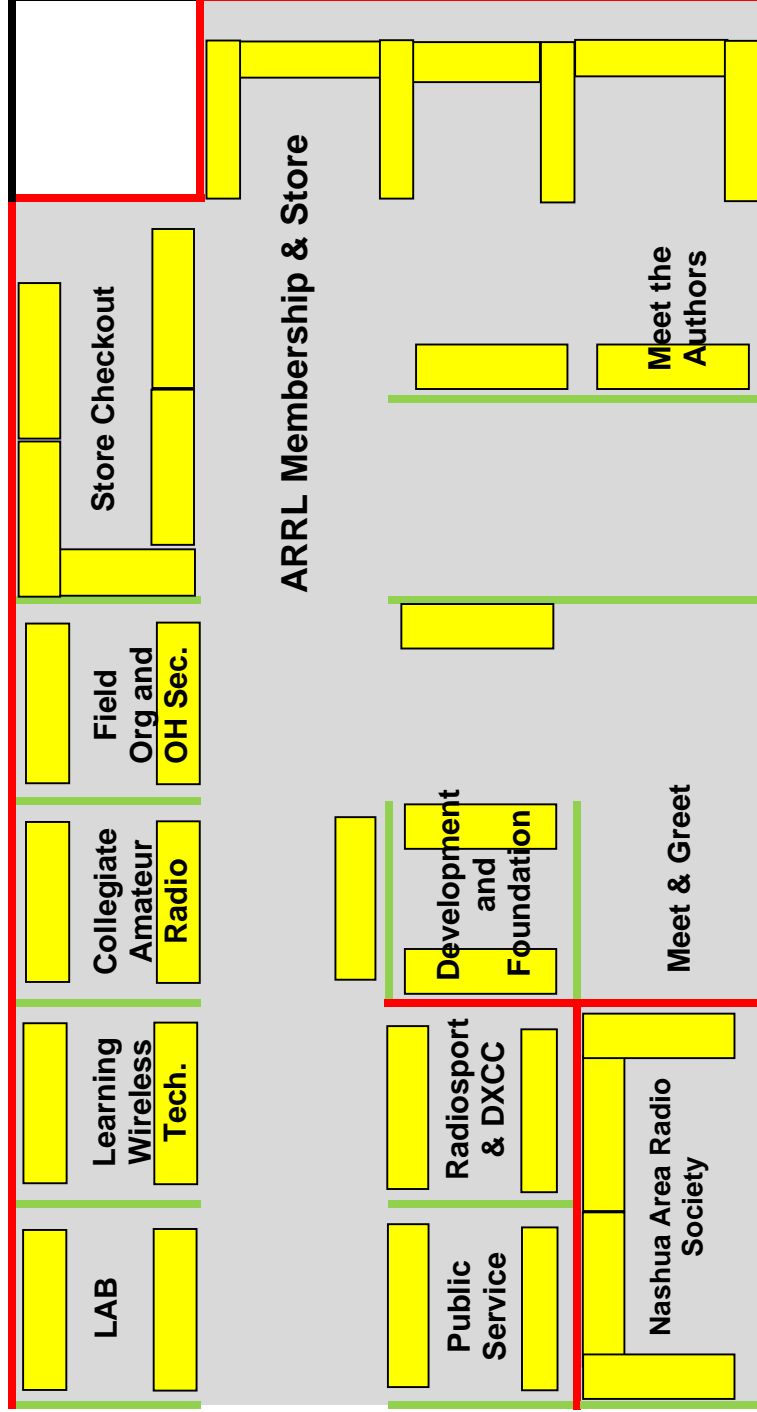 ARRL Membership & Store
Store Checkout
Meet the
Authors
Field
Org and
OH Sec.
Collegiate
Amateur
Radio
Development
and
Foundation
Meet & Greet
Learning
Wireless
Tech.
Radiosport
& DXCC
Nashua Area Radio
Society
LAB
Public
Service